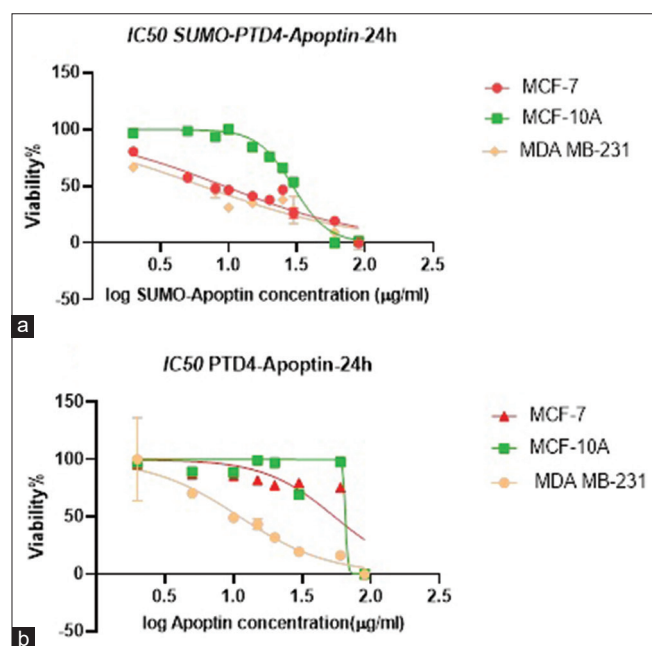 IC50 SUMO-PTD4-Apoptin-24h
150
100
50
0
-50
0.5 1.0 1.5 2.0 2.5
Viability%
log SUMO-Apoptin concentration (μg/ml)
MCF-7
MCF-10A
MDA MB-231
a
IC50 PTD4-Apoptin-24h
150
100
50
0
-50
0.5 1.0 1.5 2.0 2.5
Viability%
log Apoptin concentration(μg/ml)
MCF-7
MCF-10A
MDA MB-231
b